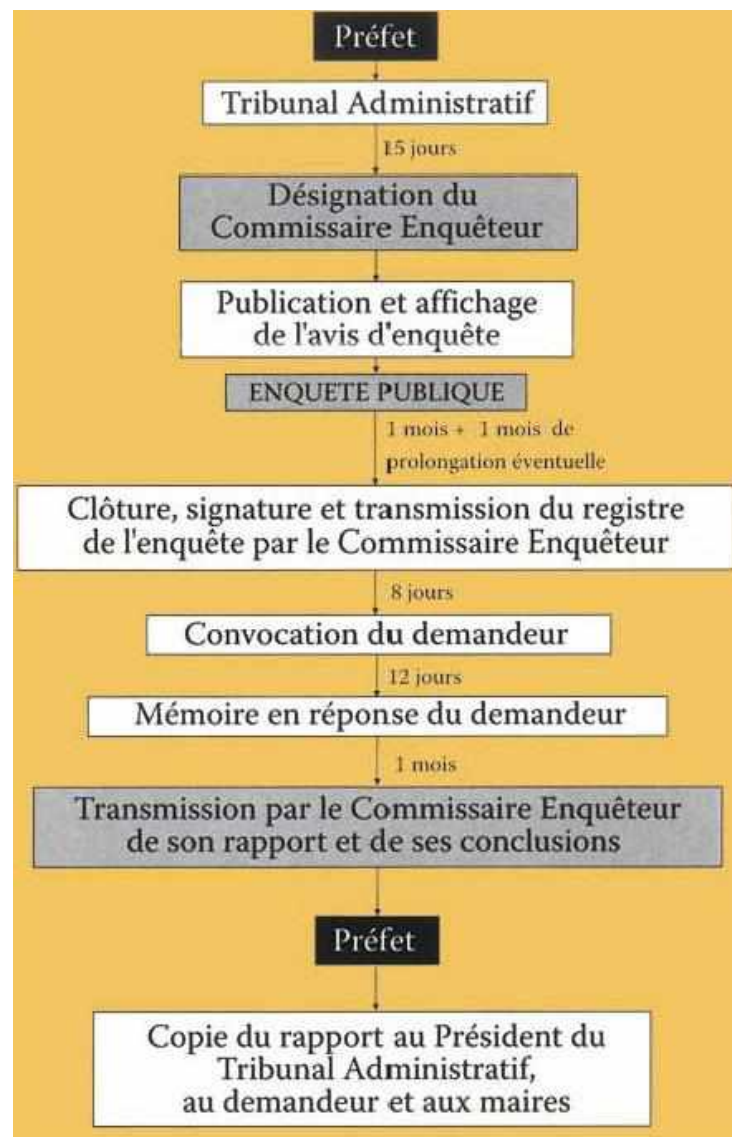 Préfet
Tribunal Administratif
15 jours
Désignation du
Commissaire Enquêteur
Publication et affichage
de l'avis d'enquête
ENQUETE PUBLIQUE
1 mois + 1 mois de
prolongation éventuelle
Clôture, signature et transmission du registre
de l'enquête par le Commissaire Enquêteur
8 jours
Convocation du demandeur
12 jours
Mémoire en réponse du demandeur
1 mois
Transmission par le Commissaire Enquêteur
de son rapport et de ses conclusions
Préfet
Copie du rapport au Président du
Tribunal Administratif,
au demandeur et aux maires